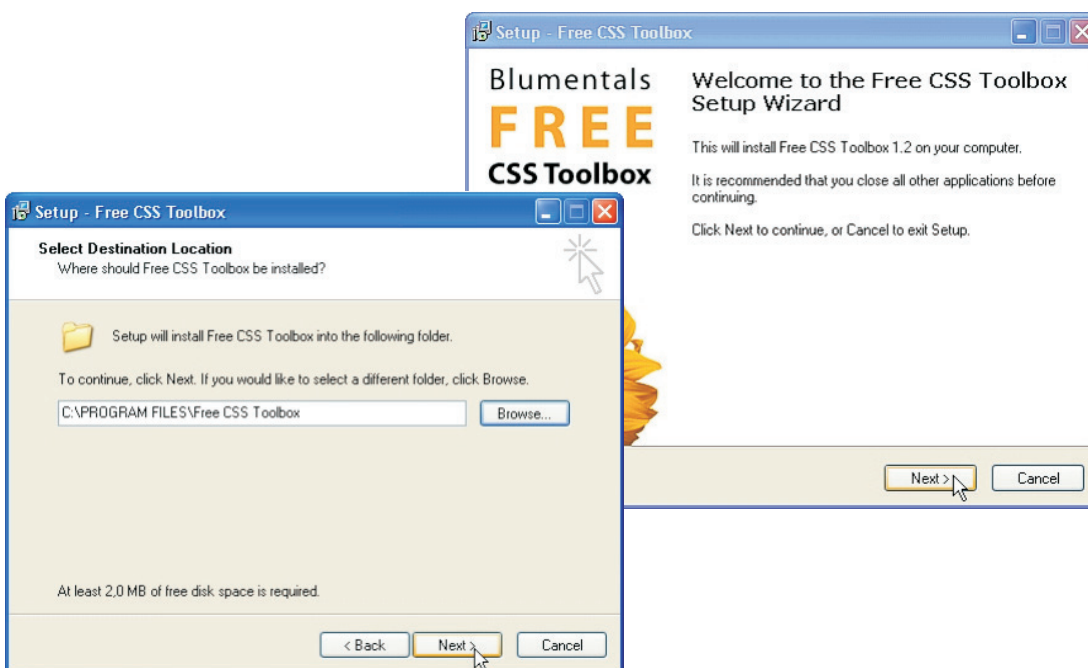 Setup - Free CSS Toolbox
Blumentals
FREE
CSS Toolbox
Welcome to the Free CSS Toolbox
Setup Wizard
This will install Free CSS Toolbox 1.2 on your computer.
It is recommended that you close all other applications before
continuing.
Click Next to continue, or Cancel to exit Setup.
Next >
Cancel
Setup - Free CSS Toolbox
Select Destination Location
Where should Free CSS Toolbox be installed?
Setup will install Free CSS Toolbox into the following folder.
To continue, click Next. If you would like to select a different folder, click Browse.
C:\PROGRAM FILES\Free CSS Toolbox
Browse...
At least 2,0 MB of free disk space is required.
< Back
Next >
Cancel